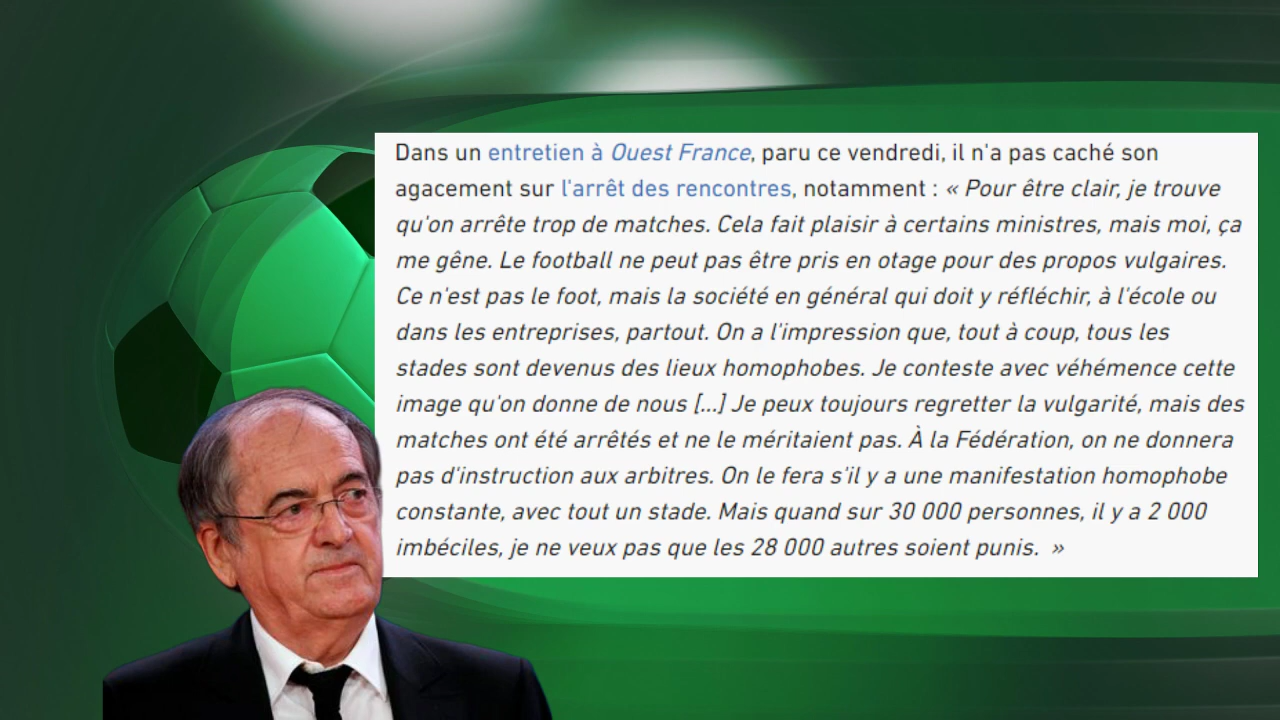 Dans un entretien à Ouest France, paru ce vendredi, il n'a pas caché son
agacement sur l'arrêt des rencontres, notamment : « Pour être clair, je trouve
qu'on arrête trop de matches. Cela fait plaisir à certains ministres, mais moi, ça
me gêne. Le football ne peut pas être pris en otage pour des propos vulgaires.
Ce n'est pas le foot, mais la société en général qui doit y réfléchir, à l'école ou
dans les entreprises, partout. On a l'impression que, tout à coup, tous les
stades sont devenus des lieux homophobes. Je conteste avec véhémence cette
image qu'on donne de nous [...] Je peux toujours regretter la vulgarité, mais des
matches ont été arrêtés et ne le méritaient pas. À la Fédération, on ne donnera
pas d'instruction aux arbitres. On le fera s'il y a une manifestation homophobe
constante, avec tout un stade. Mais quand sur 30 000 personnes, il y a 2 000
imbéciles, je ne veux pas que les 28 000 autres soient punis. »